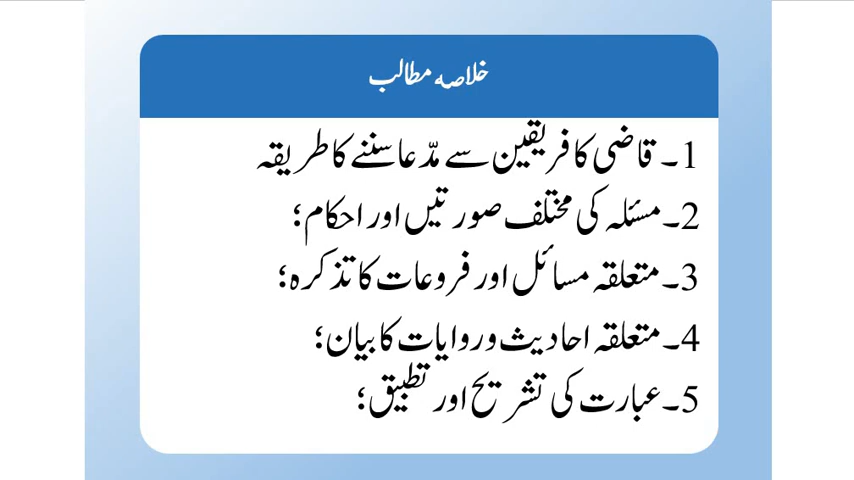 خلاصہ مطالب
1۔ قاضی کا فریقین سے مدّعا سننے کا طریقہ
2۔ مسئلہ کی مختلف صورتیں اور احکام؛
3۔ متعلقہ مسائل اور فروعات کا تذکرہ؛
4۔ متعلقہ احادیث و روایات کا بیان؛
5۔ عبارت کی تشریح اور تطبیق؛